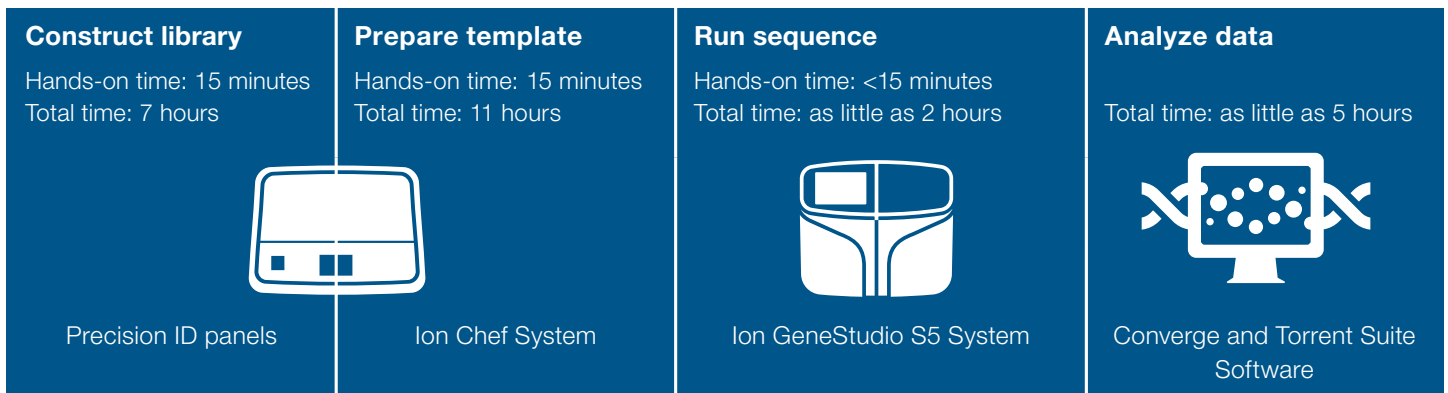 Construct library
Hands-on time: 15 minutes
Total time: 7 hours
Precision ID panels
Prepare template
Hands-on time: 15 minutes
Total time: 11 hours
Ion Chef System
Run sequence
Hands-on time: <15 minutes
Total time: as little as 2 hours
Ion GeneStudio S5 System
Analyze data
Total time: as little as 5 hours
Converge and Torrent Suite
Software